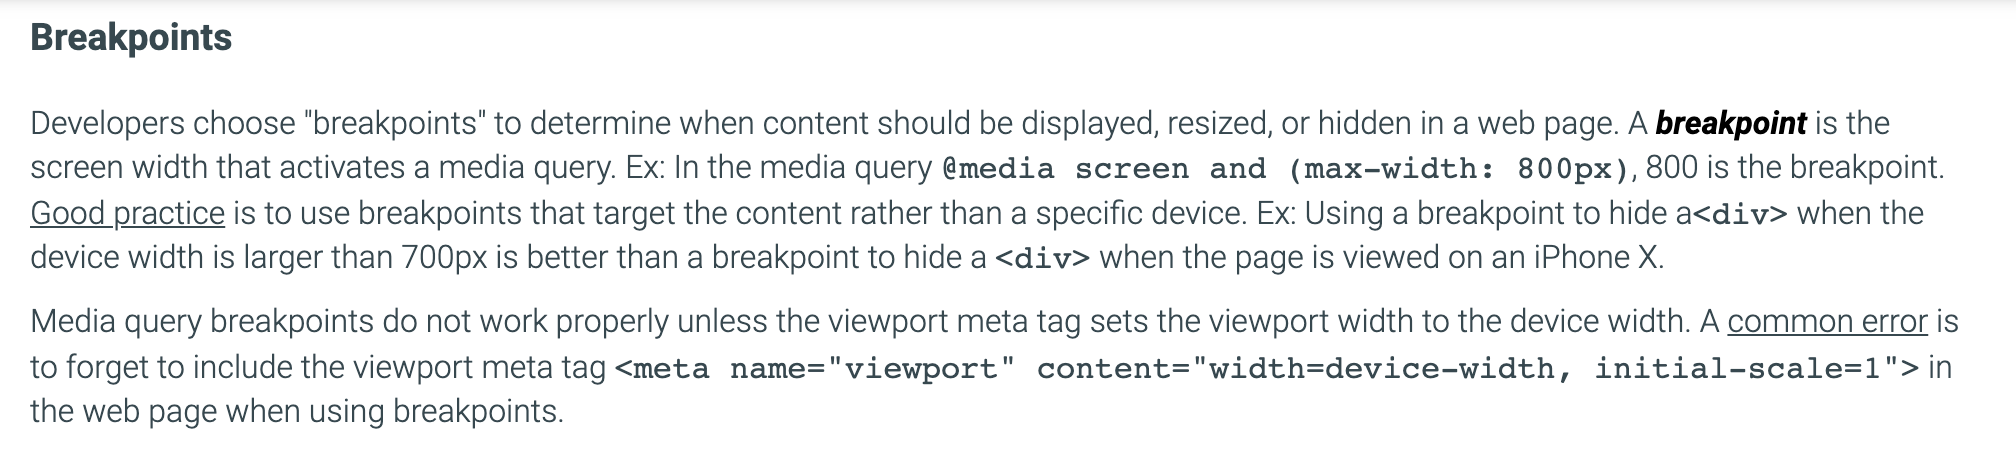 Breakpoints
Developers choose "breakpoints" to determine when content should be displayed, resized, or hidden in a web page. A breakpoint is the
screen width that activates a media query. Ex: In the media query @media screen and (max-width: 800px), 800 is the breakpoint.
Good practice is to use breakpoints that target the content rather than a specific device. Ex: Using a breakpoint to hide a<div> when the
device width is larger than 700px is better than a breakpoint to hide a <div> when the page is viewed on an iPhone X.
Media query breakpoints do not work properly unless the viewport meta tag sets the viewport width to the device width. A common error is
to forget to include the viewport meta tag <meta name="viewport" content="width=device-width, initial-scale=1"> in
the web page when using breakpoints.